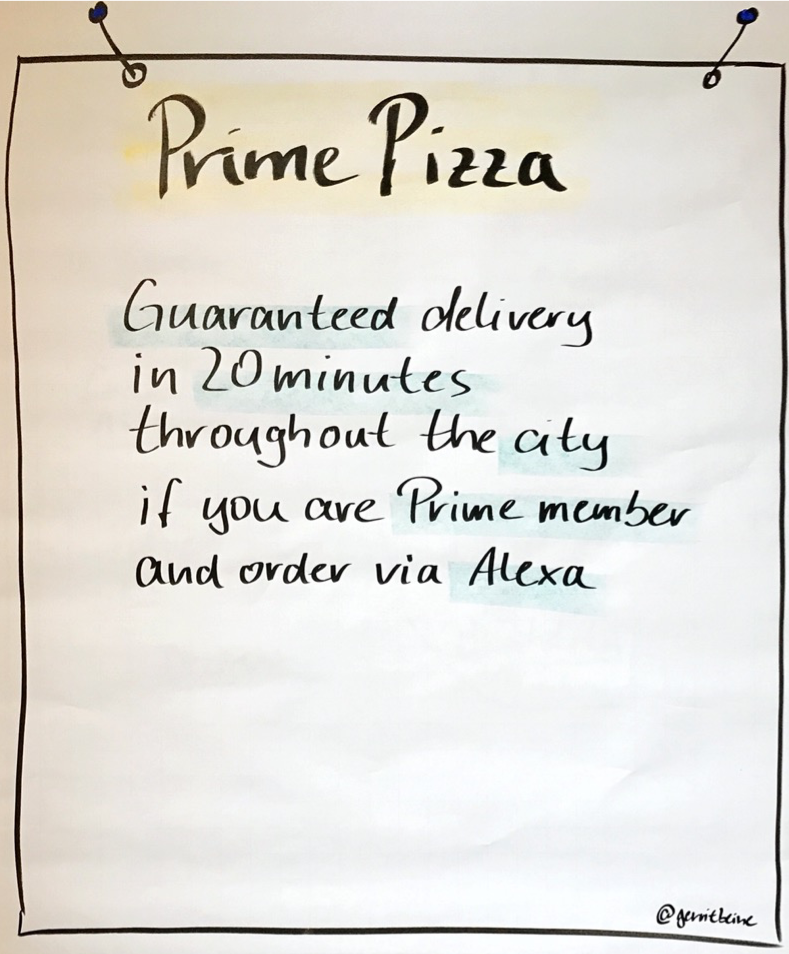 Prime Pizza
Guaranteed delivery
in 20 minutes
throughout the city
if you are Prime member
and order via Alexa
@gerritbeine